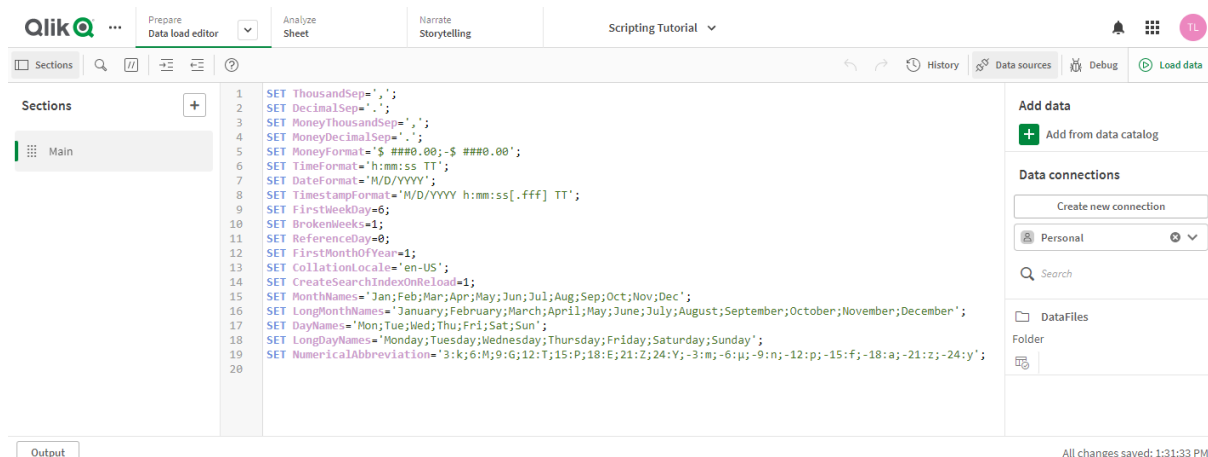 Qlik
Prepare
Data load editor
Analyze
Sheet
Narrate
Storytelling
Scripting Tutorial
TL
Sections
//
?
History
Data sources
Debug
Load data
Sections
+
Main
1 SET ThousandSep=',';
2 SET DecimalSep='.';
3 SET MoneyThousandSep=',';
4 SET MoneyDecimalSep='.';
5 SET MoneyFormat='$ ###0.00;-$ ###0.00';
6 SET TimeFormat='h:mm:ss TT';
7 SET DateFormat='M/D/YYYY';
8 SET TimestampFormat='M/D/YYYY h:mm:ss[.fff] TT';
9 SET FirstWeekDay=6;
10 SET BrokenWeeks=1;
11 SET ReferenceDay=0;
12 SET FirstMonthOfYear=1;
13 SET CollationLocale='en-US';
14 SET CreateSearchIndexOnReload=1;
15 SET MonthNames='Jan;Feb;Mar;Apr;May;Jun;Jul;Aug;Sep;Oct;Nov;Dec';
16 SET LongMonthNames='January;February;March;April;May;June;July;August;September;October;November;December';
17 SET DayNames='Mon;Tue;Wed;Thu;Fri;Sat;Sun';
18 SET LongDayNames='Monday;Tuesday;Wednesday;Thursday;Friday;Saturday;Sunday';
19 SET NumericalAbbreviation='3:k;6:M;9:G;12:T;15:P;18:E;21:Z;24:Y;-3:m;-6:μ;-9:n;-12:p;-15:f;-18:a;-21:z;-24:y';
20
Add data
Add from data catalog
Data connections
Create new connection
Personal
Search
DataFiles
Folder
Output
All changes saved: 1:31:33 PM